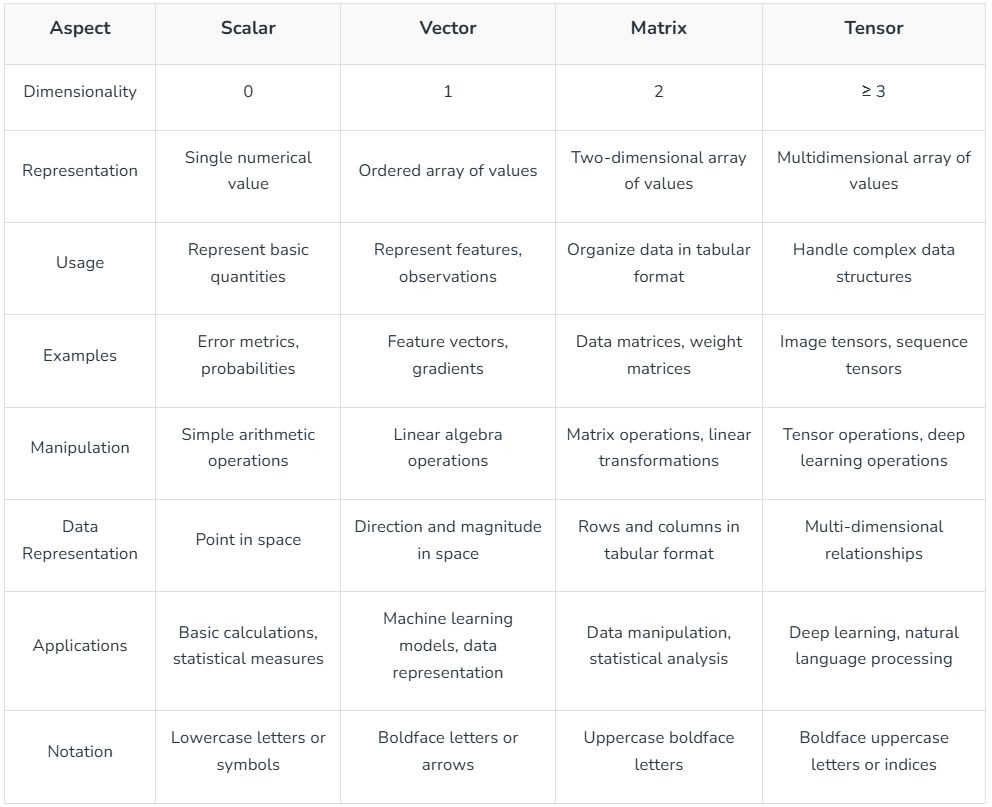 Aspect Scalar Vector Matrix Tensor
Dimensionality 0 1 2 ≥ 3
Representation
Single numerical
value
Ordered array of values
Two-dimensional array
of values
Multidimensional array of
values
Usage
Represent basic
quantities
Represent features,
observations
Organize data in tabular
format
Handle complex data
structures
Examples
Error metrics,
probabilities
Feature vectors,
gradients
Data matrices, weight
matrices
Image tensors, sequence
tensors
Manipulation
Simple arithmetic
operations
Linear algebra
operations
Matrix operations, linear
transformations
Tensor operations, deep
learning operations
Data
Representation
Point in space
Direction and magnitude
in space
Rows and columns in
tabular format
Multi-dimensional
relationships
Applications
Basic calculations,
statistical measures
Machine learning
models, data
representation
Data manipulation,
statistical analysis
Deep learning, natural
language processing
Notation
Lowercase letters or
symbols
Boldface letters or
arrows
Uppercase boldface
letters
Boldface uppercase
letters or indices